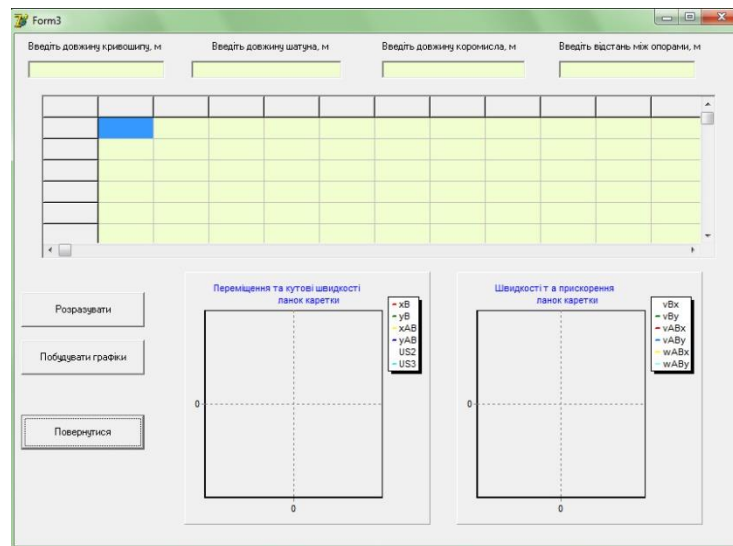 Form3
Введіть довжину кривошипу, м
Введіть довжину шатуна, м
Введіть довжину коромисла, м
Введіть відстань між опорами, м
Розразувати
Побудувати графіки
Повернутися
Переміщення та кутові швидкості
ланок каретки
xB
yB
xAB
yAB
US2
US3
0
0
Швидкості т а прискорення
ланок каретки
vBx
vBy
vABx
vABy
wABx
wABy
0
0